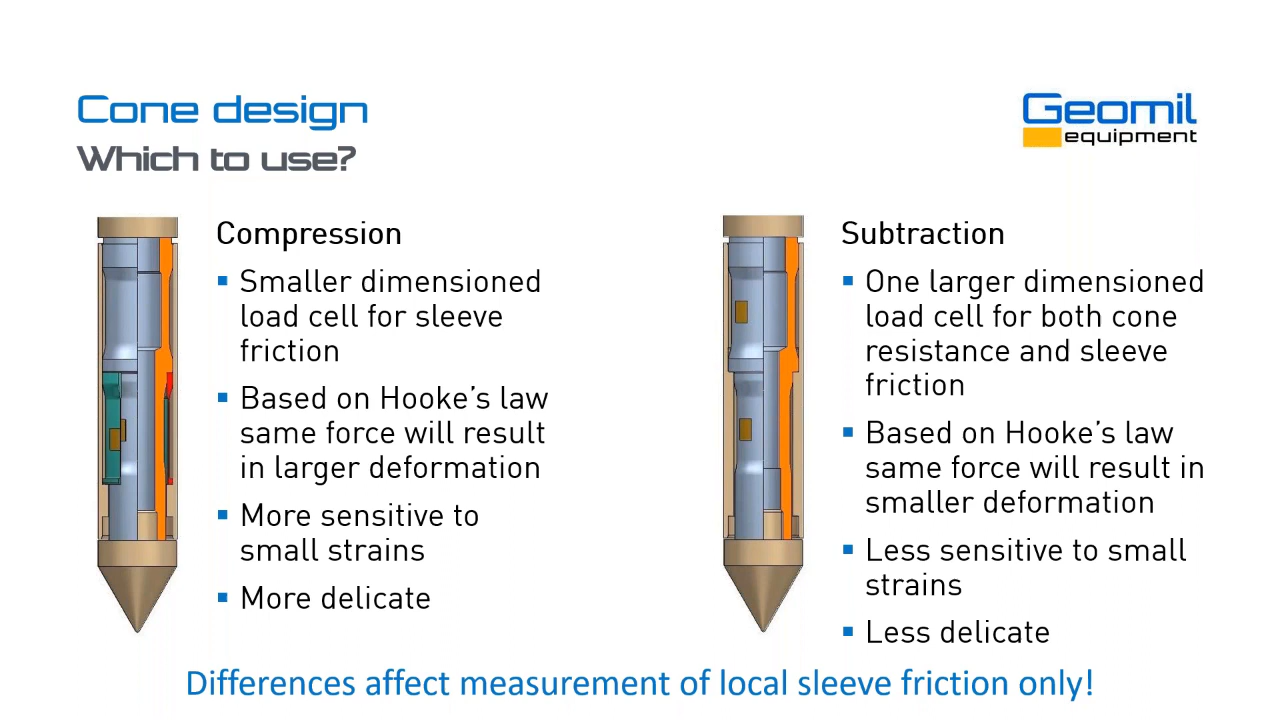 Cone design
Which to use?
Geomil
equipment
Compression
▪ Smaller dimensioned
load cell for sleeve
friction
▪ Based on Hooke’s law
same force will result
in larger deformation
▪ More sensitive to
small strains
▪ More delicate
Subtraction
▪ One larger dimensioned
load cell for both cone
resistance and sleeve
friction
▪ Based on Hooke’s law
same force will result in
smaller deformation
▪ Less sensitive to small
strains
▪ Less delicate
Differences affect measurement of local sleeve friction only!